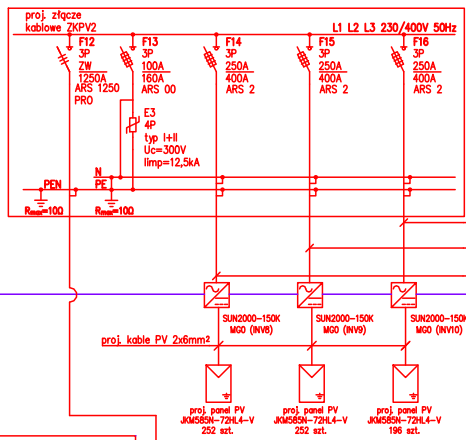 proj. złącze
kablowe ZKPV2
L1 L2 L3 230/400V 50Hz
F12
3P
ZW
1250A
ARS 1250
PRO
F13
3P
100A
160A
ARS 00
F14
3P
250A
400A
ARS 2
F15
3P
250A
400A
ARS 2
F16
3P
250A
400A
ARS 2
E3
4P
typ I+II
Uc=300V
Iimp=12,5kA
N
PEN
PE
Rmax=10Ω
Rmax=10Ω
SUN2000-150K
MG0 (INV8)
SUN2000-150K
MG0 (INV9)
SUN2000-150K
MG0 (INV10)
proj. kable PV 2x6mm²
proj. panel PV
JKM585N-72HL4-V
252 szt.
proj. panel PV
JKM585N-72HL4-V
252 szt.
proj. panel PV
JKM585N-72HL4-V
196 szt.